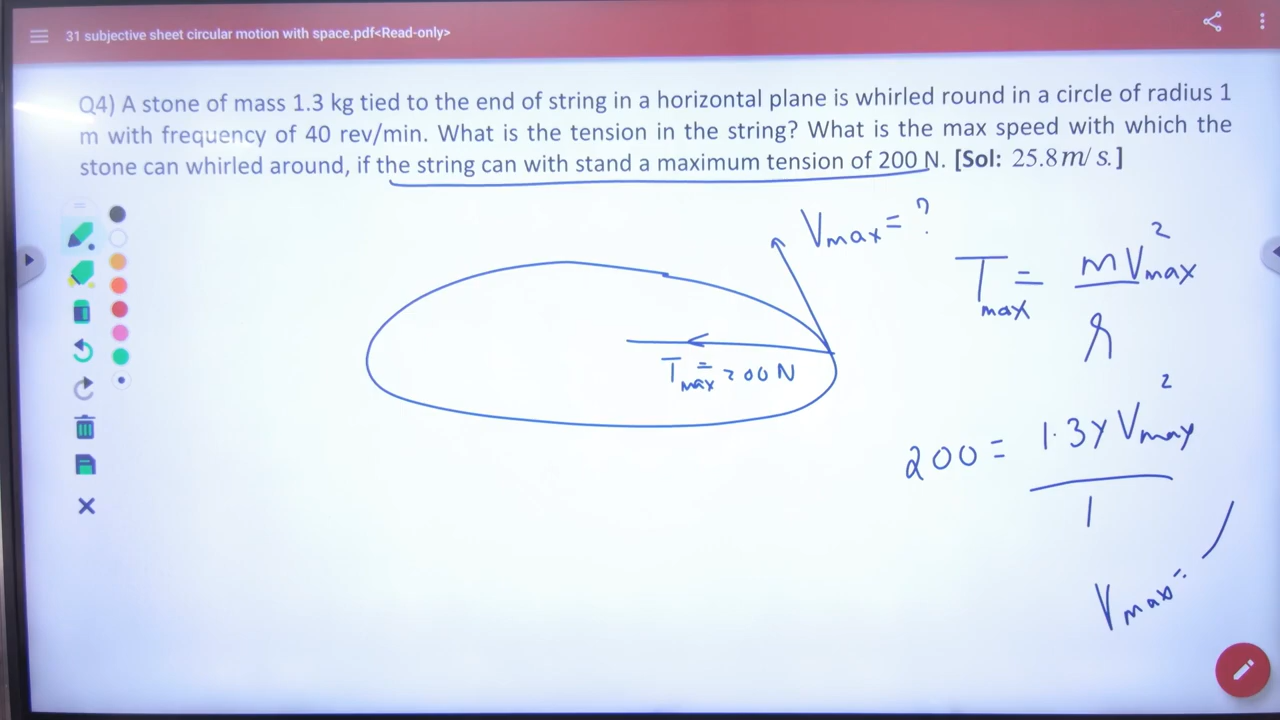 31 subjective sheet circular motion with space.pdf<Read-only>
Q4) A stone of mass 1.3 kg tied to the end of string in a horizontal plane is whirled round in a circle of radius 1
m with frequency of 40 rev/min. What is the tension in the string? What is the max speed with which the
stone can whirled around, if the string can with stand a maximum tension of 200 N. [Sol: 25.8m/s.]
Vmax = ?
Tmax = mVmax²
r
Tmax = 200 N
200 = 1.3 × Vmax²
1
Vmax =